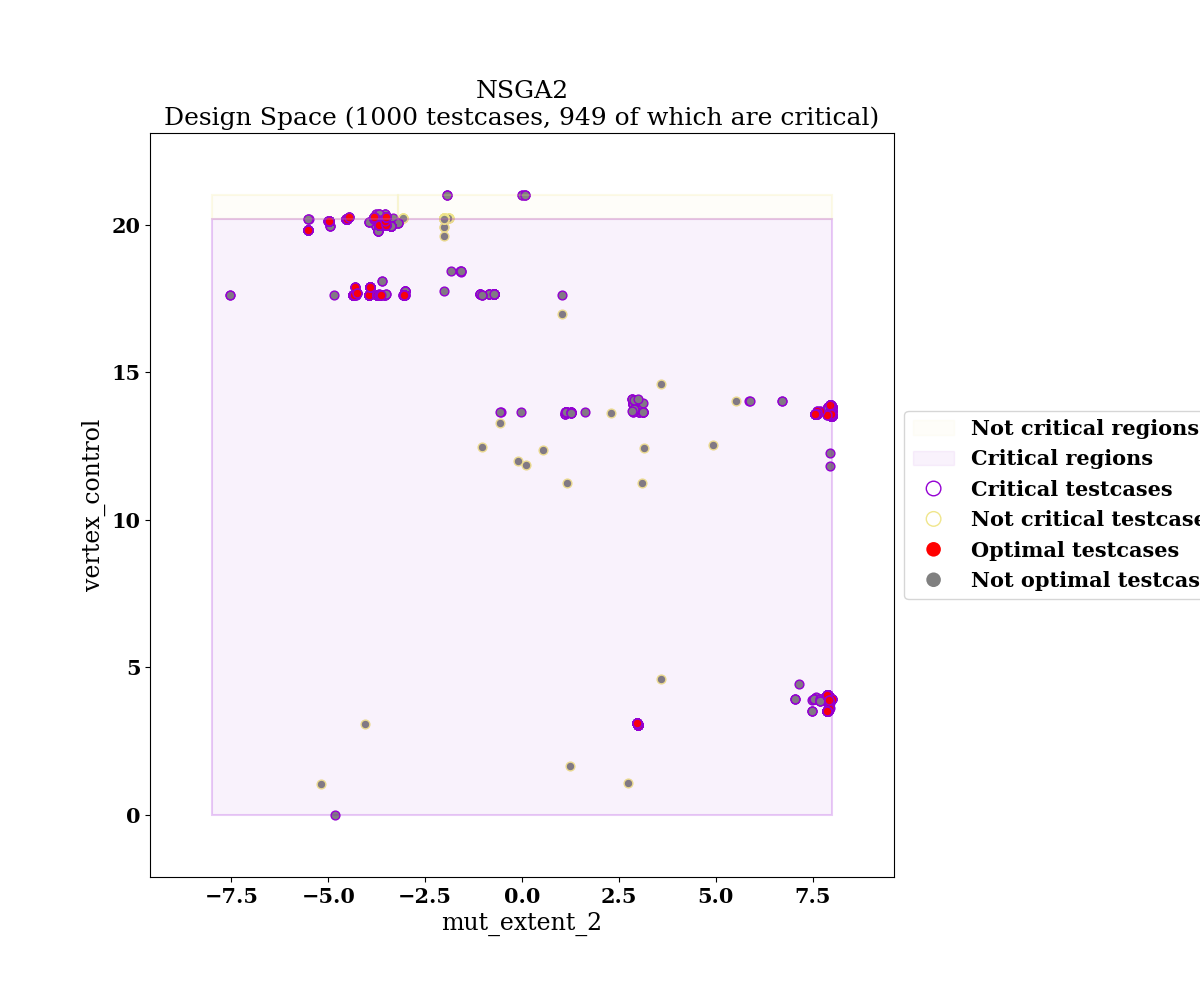 NSGA2
Design Space (1000 testcases, 949 of which are critical)
vertex_control
20
15
10
5
0
−7.5 −5.0 −2.5 0.0 2.5 5.0 7.5
mut_extent_2
Not critical regions
Critical regions
Critical testcases
Not critical testcase
Optimal testcases
Not optimal testcas